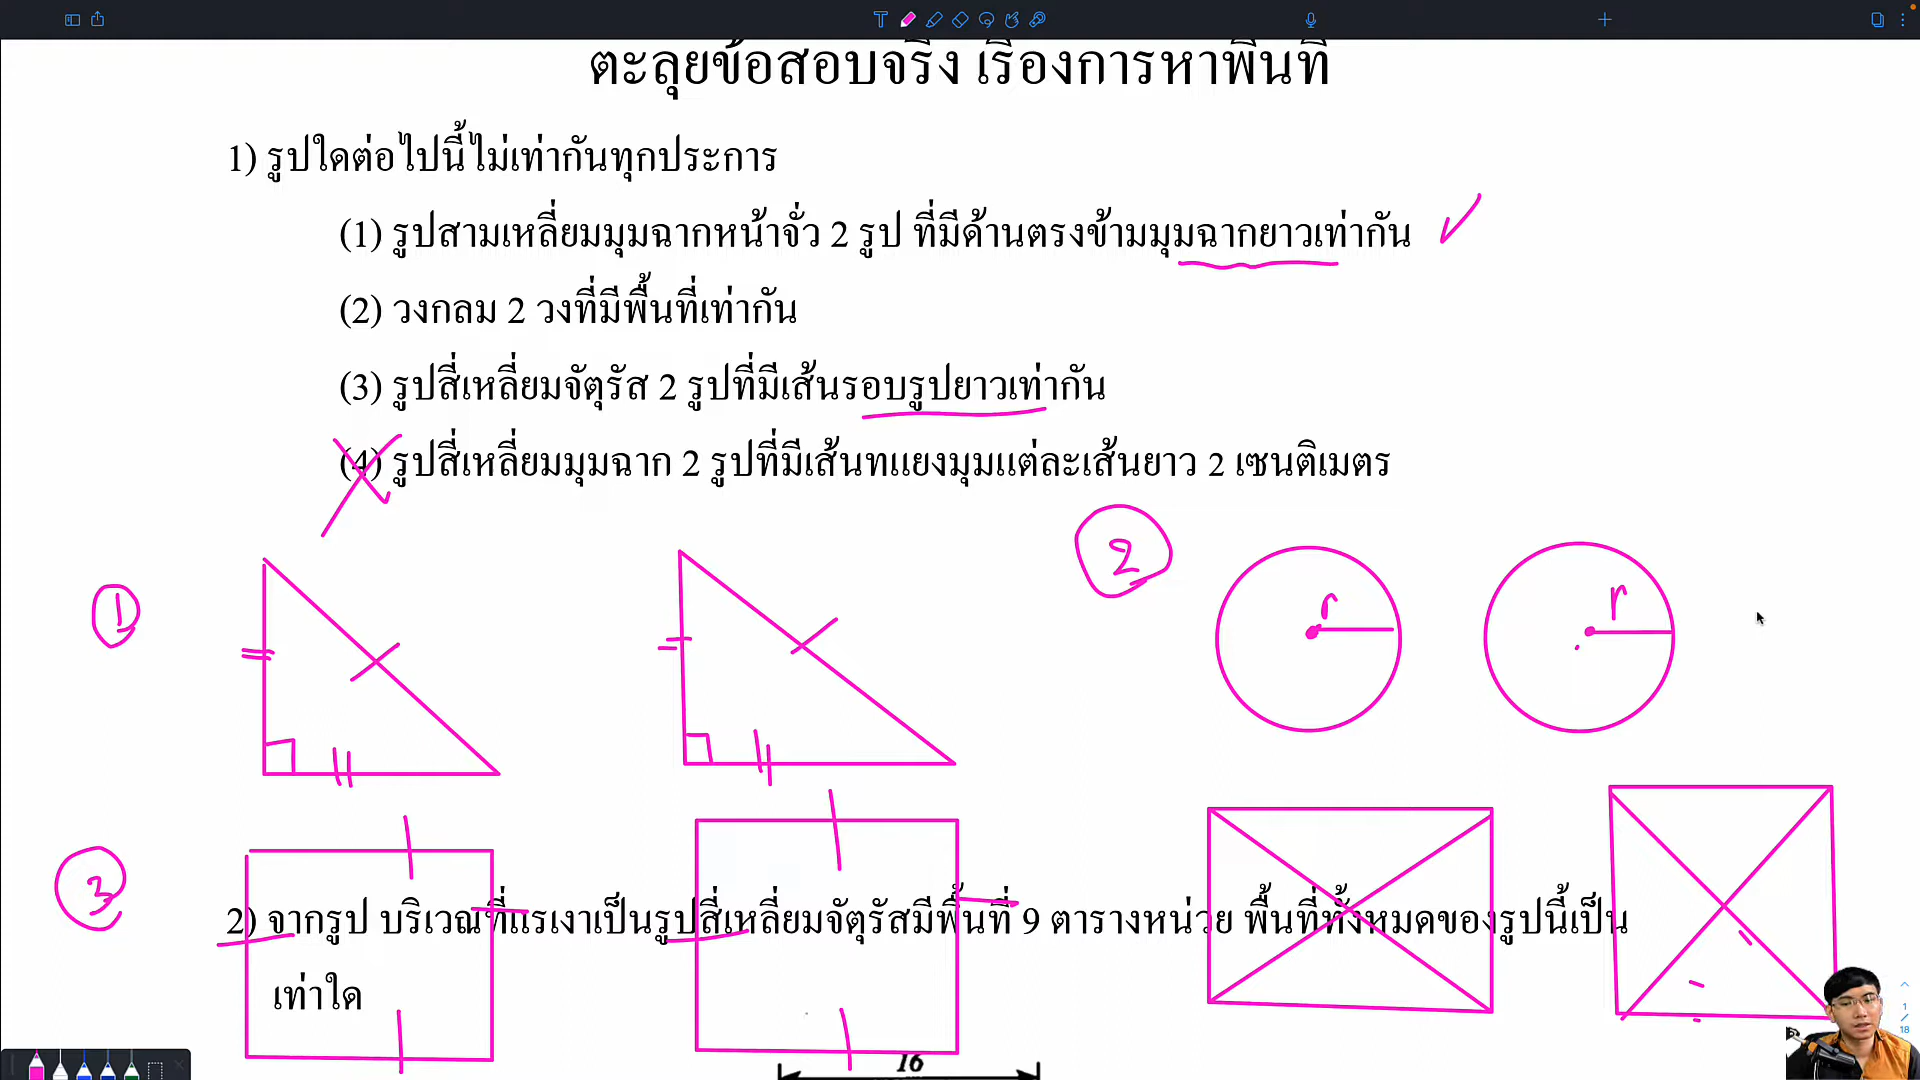 ตะลุยข้อสอบจริง เรื่องการหาพื้นที่
1) รูปใดต่อไปนี้ไม่เท่ากันทุกประการ
(1) รูปสามเหลี่ยมมุมฉากหน้าจั่ว 2 รูป ที่มีด้านตรงข้ามมุมฉากยาวเท่ากัน
(2) วงกลม 2 วงที่มีพื้นที่เท่ากัน
(3) รูปสี่เหลี่ยมจัตุรัส 2 รูปที่มีเส้นรอบรูปยาวเท่ากัน
(4) รูปสี่เหลี่ยมมุมฉาก 2 รูปที่มีเส้นทแยงมุมแต่ละเส้นยาว 2 เซนติเมตร
1
2
r
r
3
2) จากรูป บริเวณที่แรเงาเป็นรูปสี่เหลี่ยมจัตุรัสมีพื้นที่ 9 ตารางหน่วย พื้นที่ทั้งหมดของรูปนี้เป็น
เท่าใด
16
1
/
18